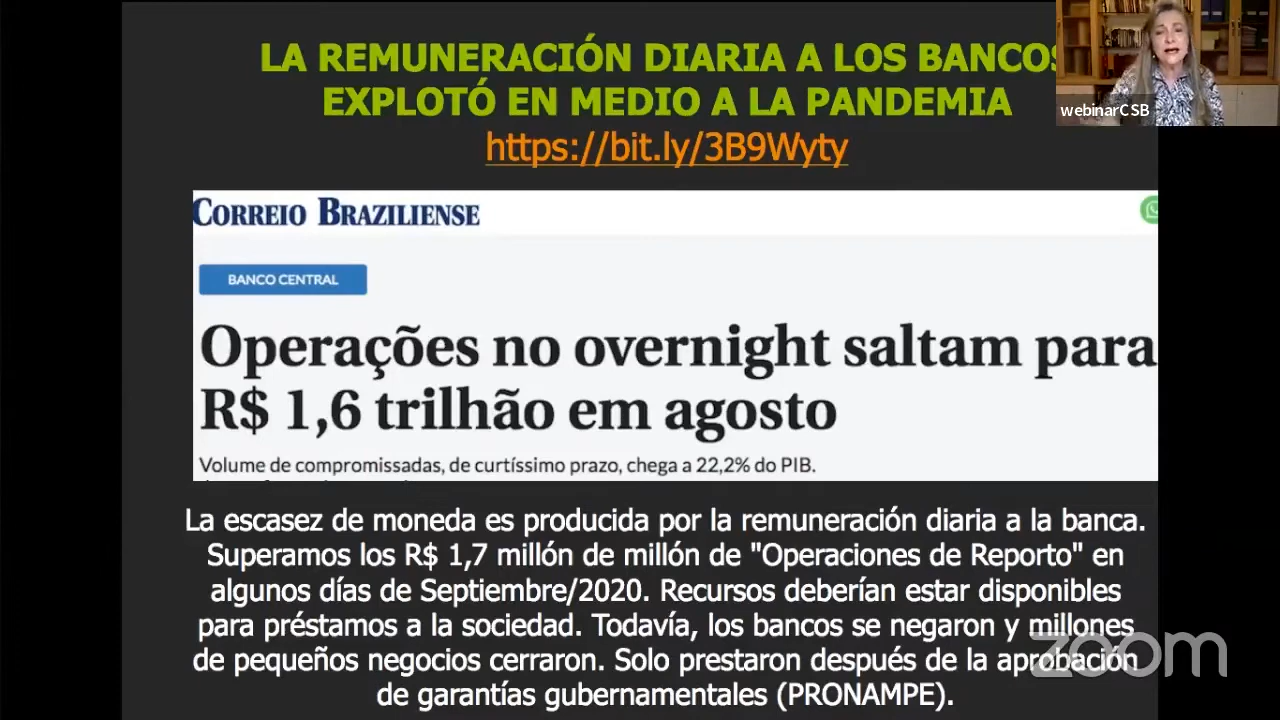 LA REMUNERACIÓN DIARIA A LOS BANCOS
EXPLOTÓ EN MEDIO A LA PANDEMIA
https://bit.ly/3B9Wyty
webinarCSB
CORREIO BRAZILIENSE
BANCO CENTRAL
Operações no overnight saltam para
R$ 1,6 trilhão em agosto
Volume de compromissadas, de curtíssimo prazo, chega a 22,2% do PIB.
La escasez de moneda es producida por la remuneración diaria a la banca.
Superamos los R$ 1,7 millón de millón de "Operaciones de Reporto" en
algunos días de Septiembre/2020. Recursos deberían estar disponibles
para préstamos a la sociedad. Todavía, los bancos se negaron y millones
de pequeños negocios cerraron. Solo prestaron después de la aprobación
de garantías gubernamentales (PRONAMPE).
zoom